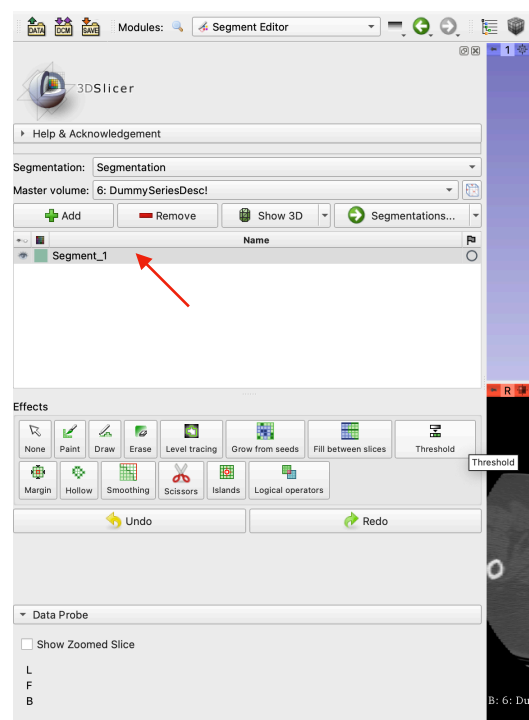 DATA DCM SAVE Modules: Segment Editor
1
3DSlicer
Help & Acknowledgement
Segmentation: Segmentation
Master volume: 6: DummySeriesDesc!
Add Remove Show 3D Segmentations...
Name
Segment_1
R
Effects
None Paint Draw Erase Level tracing Grow from seeds Fill between slices Threshold
Threshold
Margin Hollow Smoothing Scissors Islands Logical operators
Undo Redo
Data Probe
Show Zoomed Slice
L
F
B
B: 6: Du